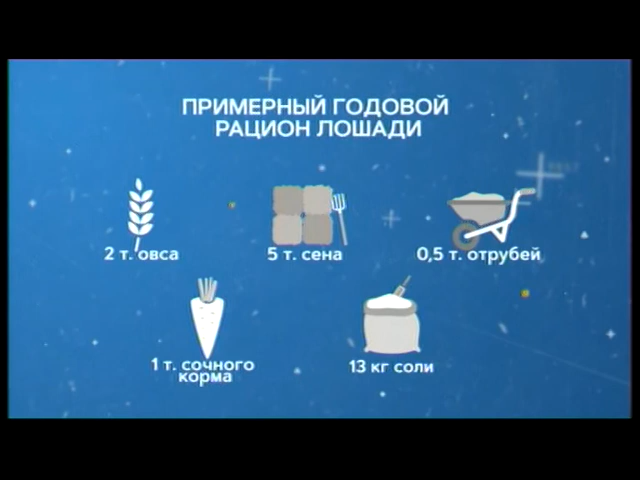 ПРИМЕРНЫЙ ГОДОВОЙ
РАЦИОН ЛОШАДИ
2 т. овса
5 т. сена
0,5 т. отрубей
1 т. сочного
корма
13 кг соли